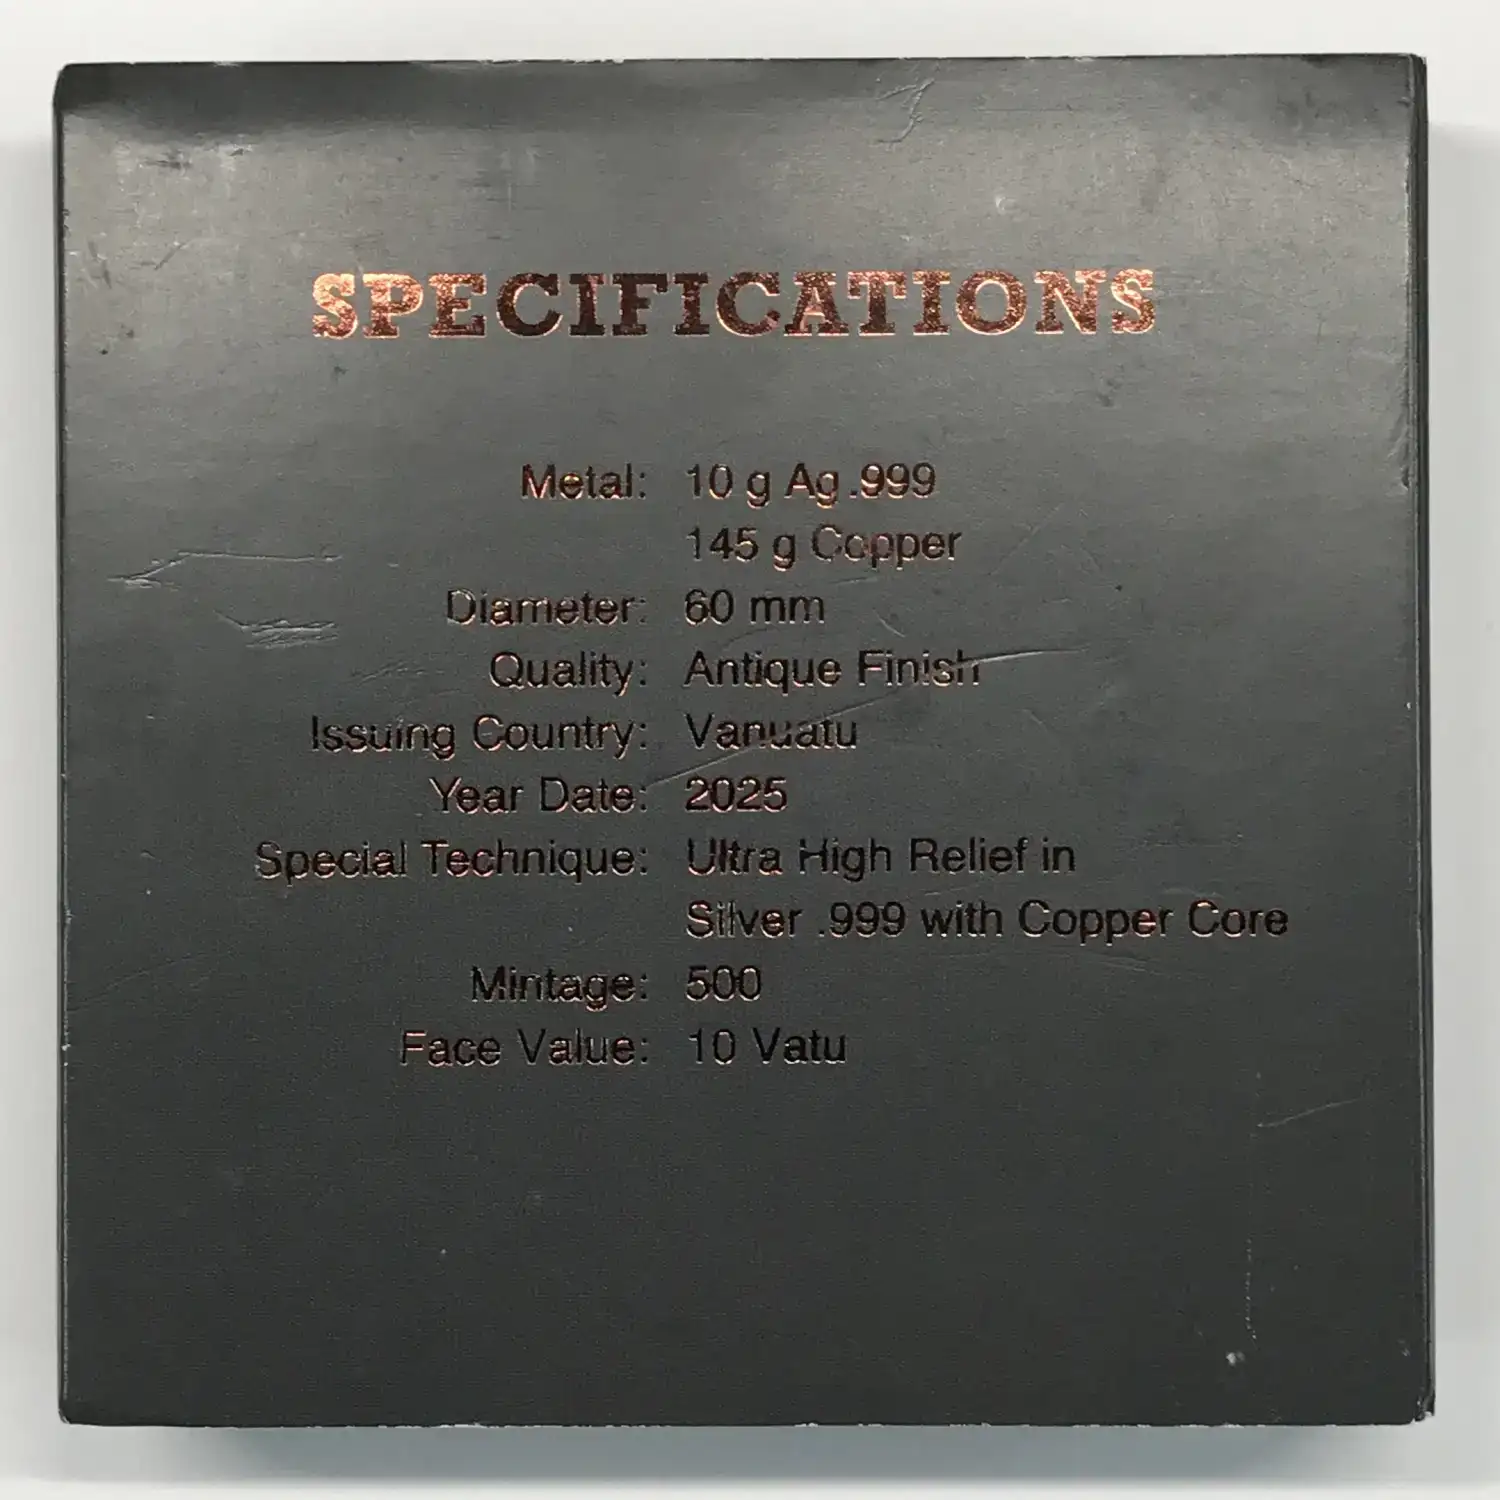 SPECIFICATIONS
Metal: 10 g Ag .999
145 g Copper
Diameter: 60 mm
Quality: Antique Finish
Issuing Country: Vanuatu
Year Date: 2025
Special Technique: Ultra High Relief in
Silver .999 with Copper Core
Mintage: 500
Face Value: 10 Vatu